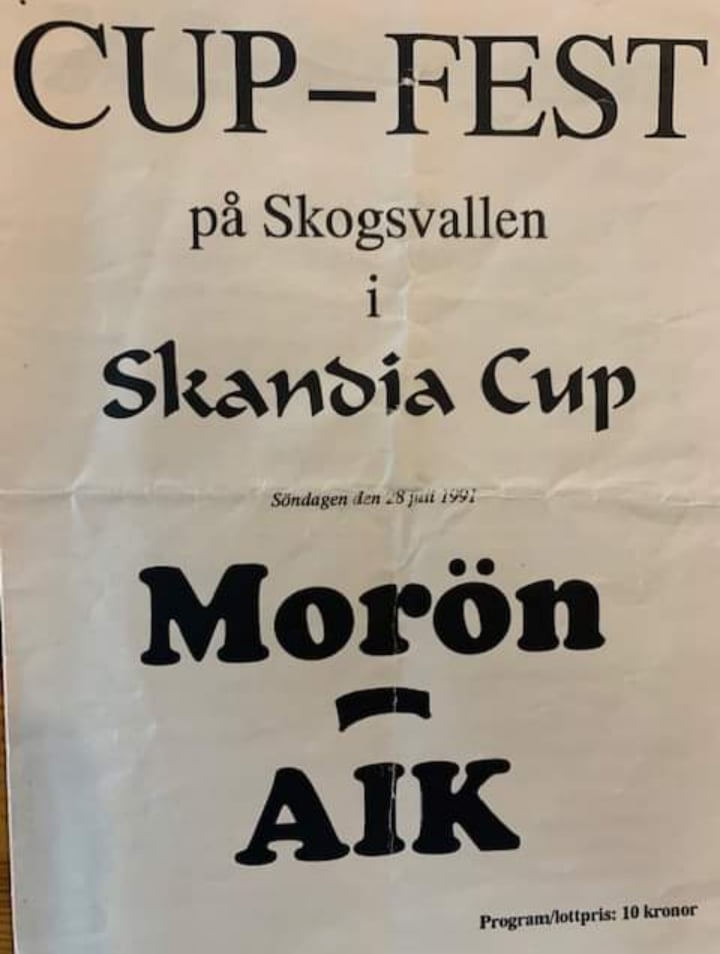 CUP-FEST
på Skogsvallen
i
Skandia Cup
Söndagen den 28 juli 1991
Morön
-
AIK
Program/lottpris: 10 kronor